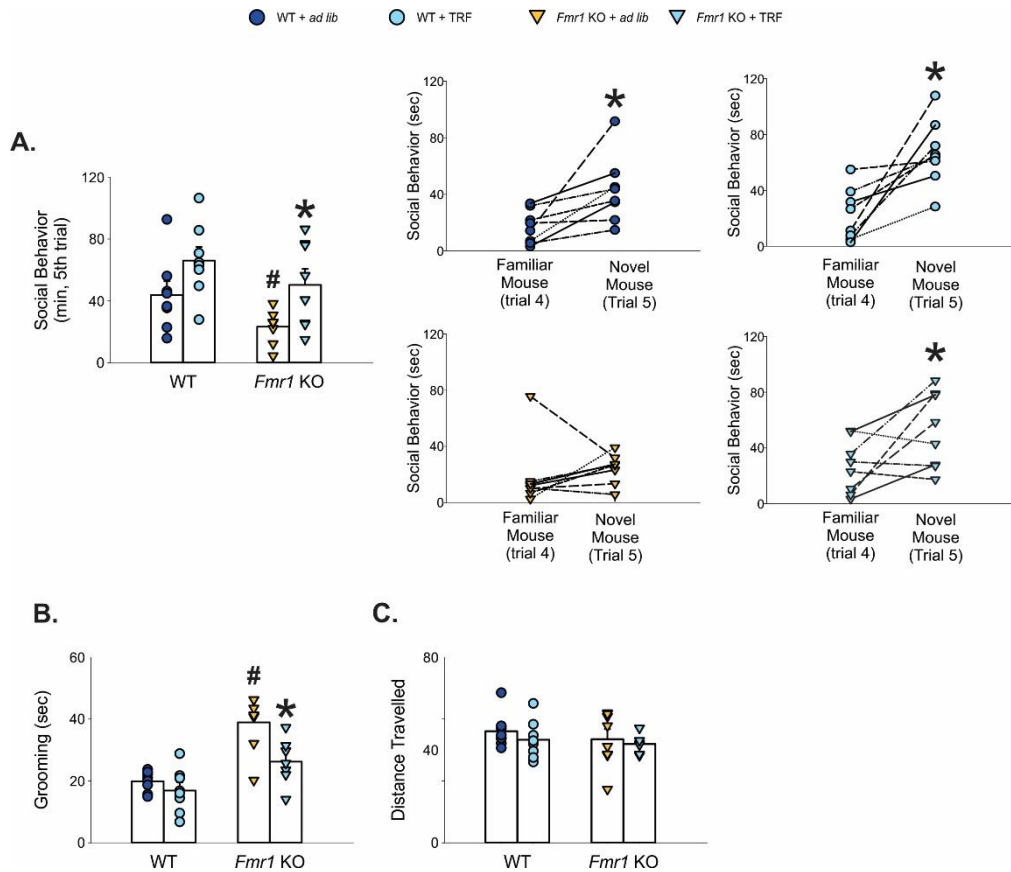 WT + ad lib
WT + TRF
Fmr1 KO + ad lib
Fmr1 KO + TRF
A.
Social Behavior
(min, 5th trial)
120
80
40
0
#
*
WT
Fmr1 KO
Social Behavior (sec)
120
80
40
0
*
Familiar
Mouse
(trial 4)
Novel
Mouse
(Trial 5)
Social Behavior (sec)
120
80
40
0
*
Familiar
Mouse
(trial 4)
Novel
Mouse
(Trial 5)
Social Behavior (sec)
120
80
40
0
Familiar
Mouse
(trial 4)
Novel
Mouse
(Trial 5)
Social Behavior (sec)
120
80
40
0
*
Familiar
Mouse
(trial 4)
Novel
Mouse
(Trial 5)
B.
Grooming (sec)
60
40
20
0
#
*
WT
Fmr1 KO
C.
Distance Travelled
80
40
0
WT
Fmr1 KO